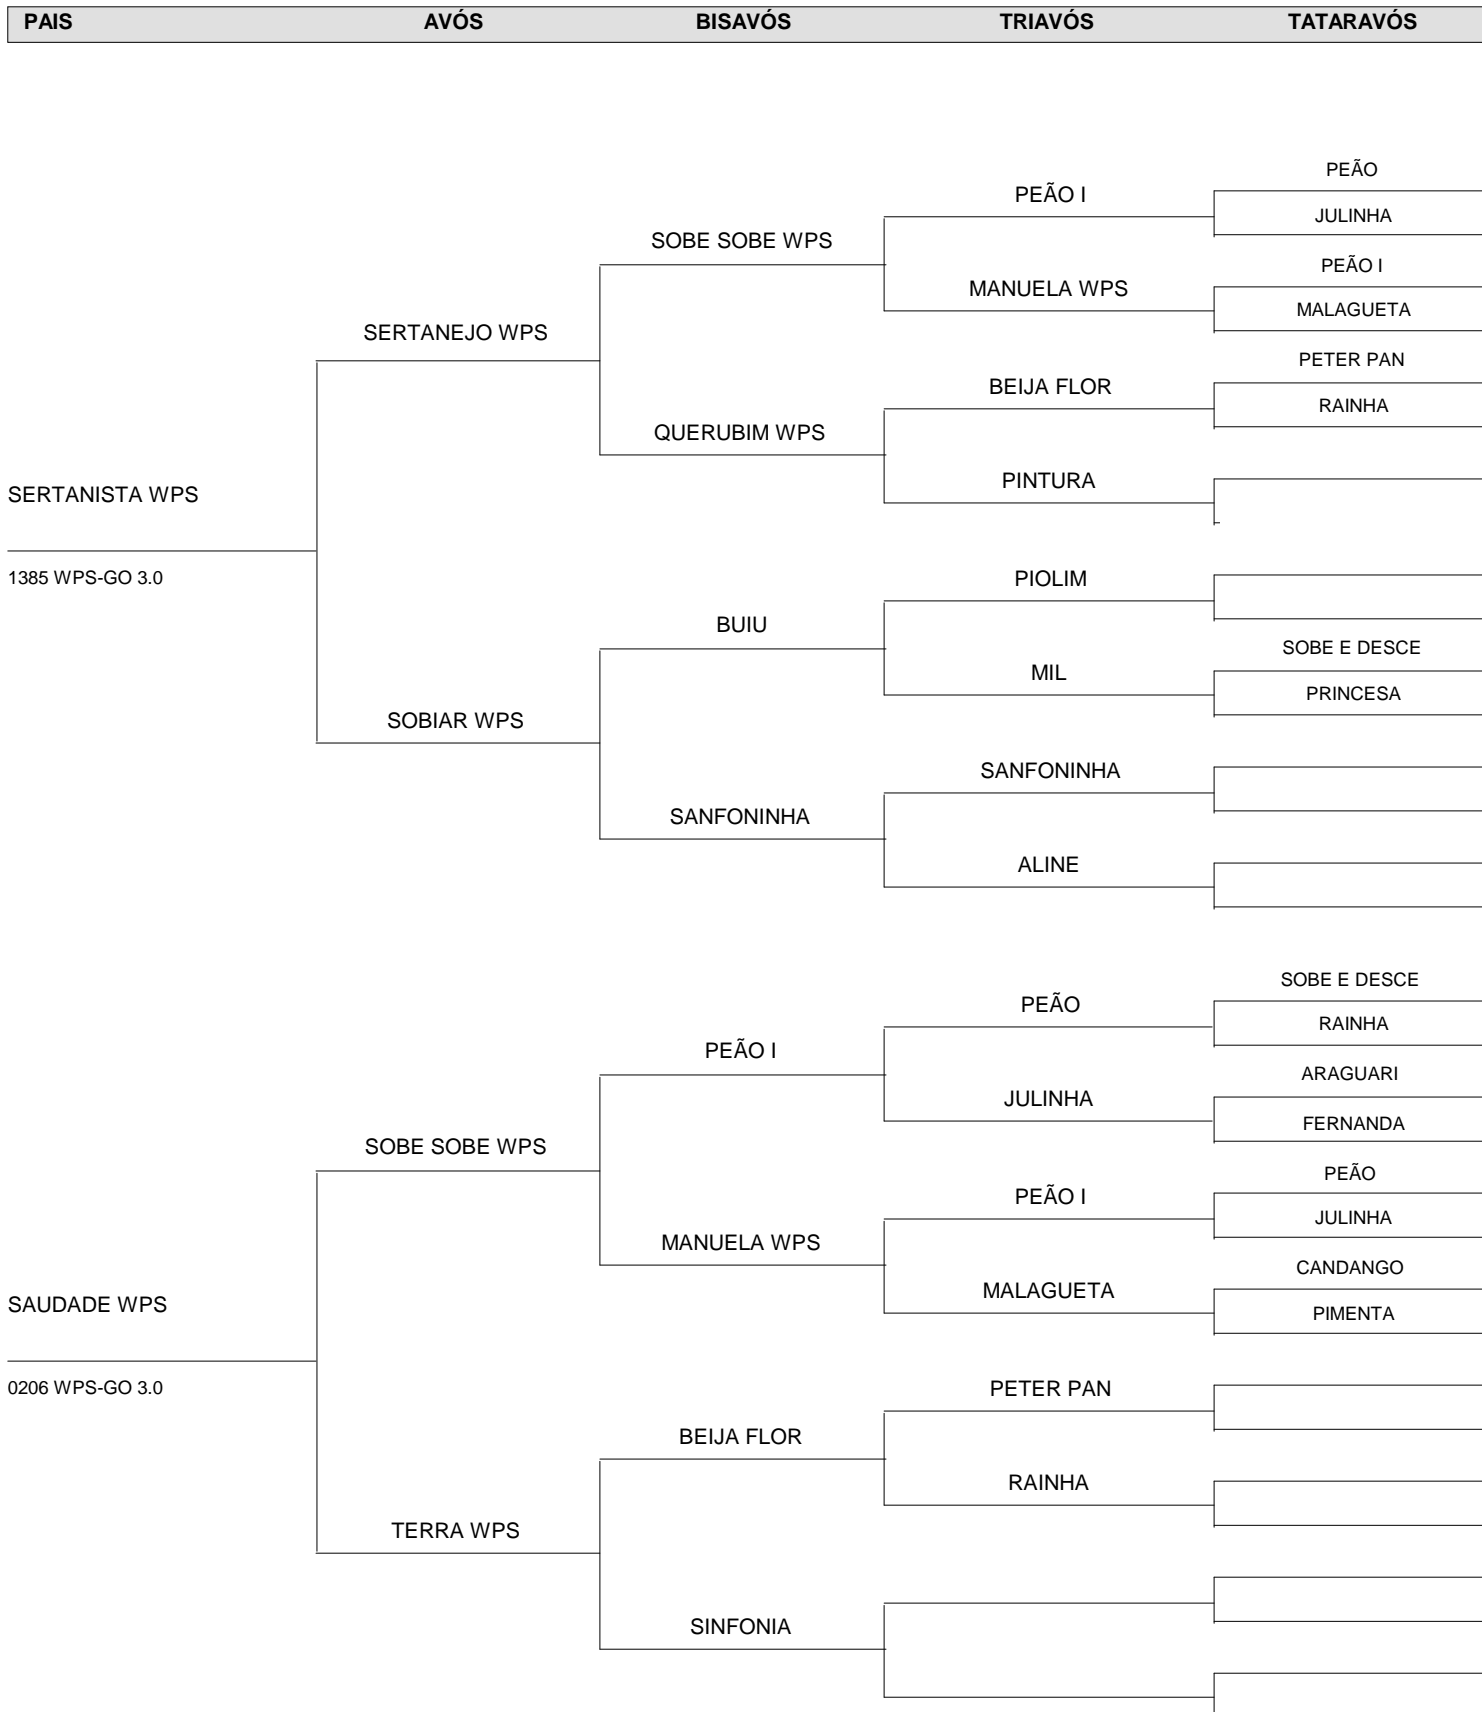 PAIS AVÓS BISAVÓS TRIAVÓS TATARAVÓS
PEÃO
PEÃO I
JULINHA
SOBE SOBE WPS
PEÃO I
MANUELA WPS
MALAGUETA
SERTANEJO WPS
PETER PAN
BEIJA FLOR
RAINHA
QUERUBIM WPS
PINTURA
SERTANISTA WPS
1385 WPS-GO 3.0
PIOLIM
BUIU
SOBE E DESCE
MIL
PRINCESA
SOBIAR WPS
SANFONINHA
SANFONINHA
ALINE
SOBE E DESCE
PEÃO
RAINHA
PEÃO I
ARAGUARI
JULINHA
FERNANDA
SOBE SOBE WPS
PEÃO
PEÃO I
JULINHA
MANUELA WPS
CANDANGO
MALAGUETA
PIMENTA
SAUDADE WPS
0206 WPS-GO 3.0
PETER PAN
BEIJA FLOR
RAINHA
TERRA WPS
SINFONIA